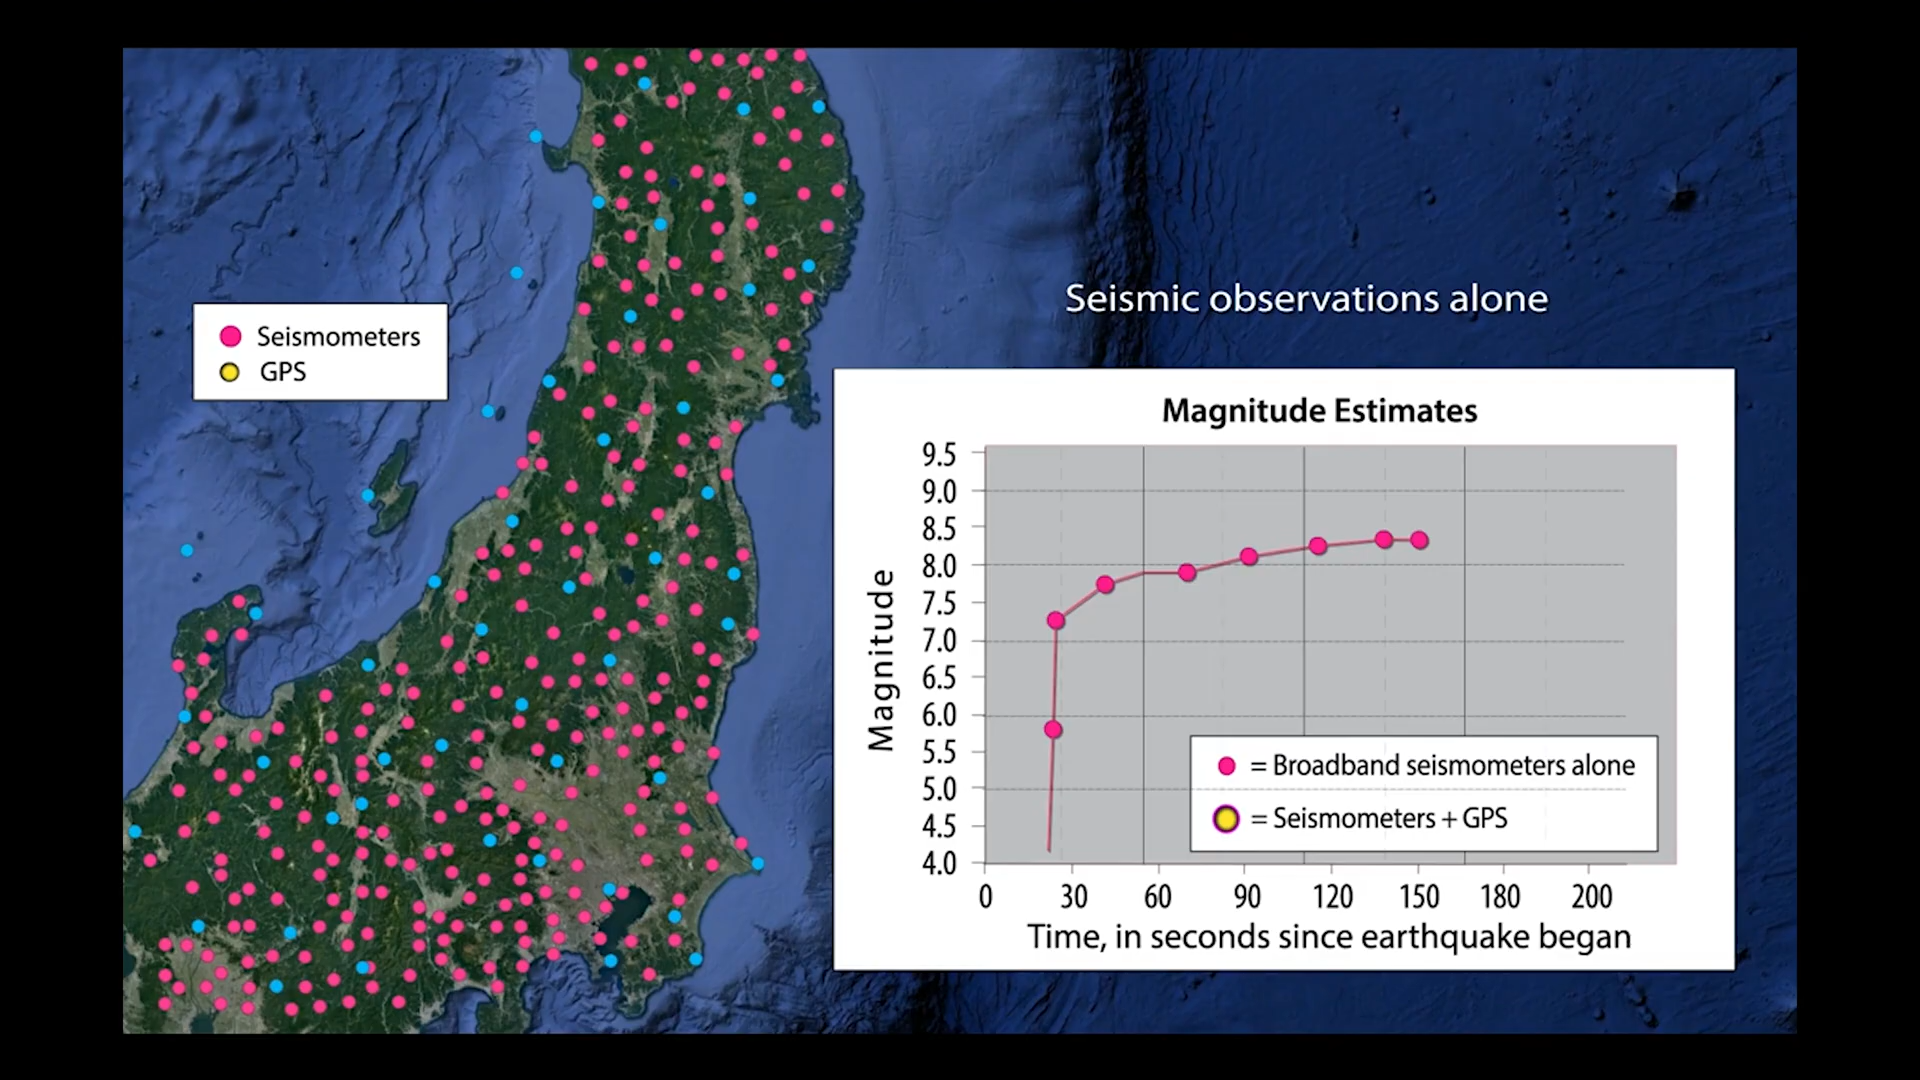 Seismometers
GPS
Seismic observations alone
Magnitude Estimates
Magnitude
9.5
9.0
8.5
8.0
7.5
7.0
6.5
6.0
5.5
5.0
4.5
4.0
= Broadband seismometers alone
= Seismometers + GPS
0 30 60 90 120 150 180 200
Time, in seconds since earthquake began